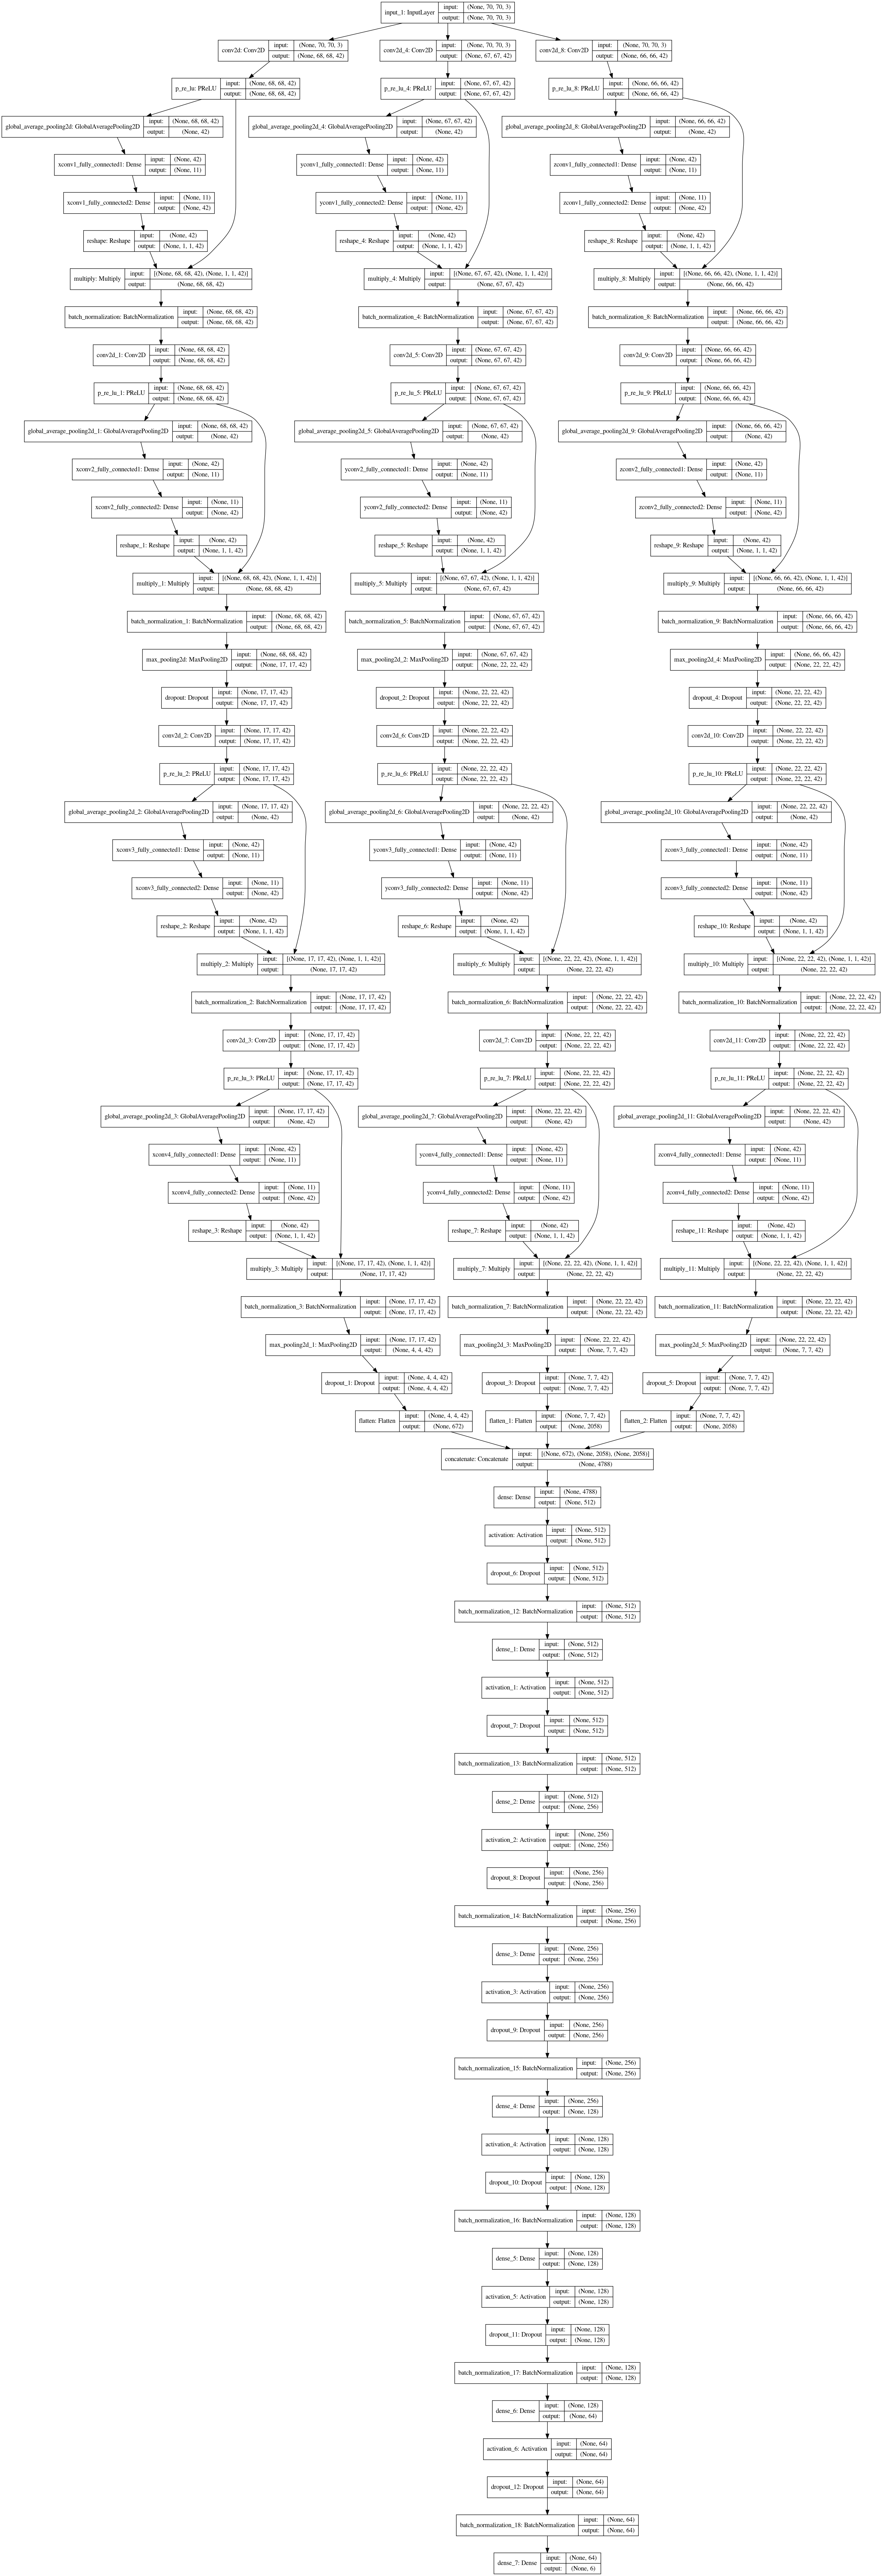 input_1: InputLayer
input: (None, 70, 70, 3)
output: (None, 70, 70, 3)
conv2d: Conv2D
input: (None, 70, 70, 3)
output: (None, 68, 68, 42)
conv2d_4: Conv2D
input: (None, 70, 70, 3)
output: (None, 67, 67, 42)
conv2d_8: Conv2D
input: (None, 70, 70, 3)
output: (None, 66, 66, 42)
p_re_lu: PReLU
input: (None, 68, 68, 42)
output: (None, 68, 68, 42)
p_re_lu_4: PReLU
input: (None, 67, 67, 42)
output: (None, 67, 67, 42)
p_re_lu_8: PReLU
input: (None, 66, 66, 42)
output: (None, 66, 66, 42)
global_average_pooling2d: GlobalAveragePooling2D
input: (None, 68, 68, 42)
output: (None, 42)
global_average_pooling2d_4: GlobalAveragePooling2D
input: (None, 67, 67, 42)
output: (None, 42)
global_average_pooling2d_8: GlobalAveragePooling2D
input: (None, 66, 66, 42)
output: (None, 42)
xconv1_fully_connected1: Dense
input: (None, 42)
output: (None, 11)
yconv1_fully_connected1: Dense
input: (None, 42)
output: (None, 11)
zconv1_fully_connected1: Dense
input: (None, 42)
output: (None, 11)
xconv1_fully_connected2: Dense
input: (None, 11)
output: (None, 42)
yconv1_fully_connected2: Dense
input: (None, 11)
output: (None, 42)
zconv1_fully_connected2: Dense
input: (None, 11)
output: (None, 42)
reshape: Reshape
input: (None, 42)
output: (None, 1, 1, 42)
reshape_4: Reshape
input: (None, 42)
output: (None, 1, 1, 42)
reshape_8: Reshape
input: (None, 42)
output: (None, 1, 1, 42)
multiply: Multiply
input: [(None, 68, 68, 42), (None, 1, 1, 42)]
output: (None, 68, 68, 42)
multiply_4: Multiply
input: [(None, 67, 67, 42), (None, 1, 1, 42)]
output: (None, 67, 67, 42)
multiply_8: Multiply
input: [(None, 66, 66, 42), (None, 1, 1, 42)]
output: (None, 66, 66, 42)
batch_normalization: BatchNormalization
input: (None, 68, 68, 42)
output: (None, 68, 68, 42)
batch_normalization_4: BatchNormalization
input: (None, 67, 67, 42)
output: (None, 67, 67, 42)
batch_normalization_8: BatchNormalization
input: (None, 66, 66, 42)
output: (None, 66, 66, 42)
conv2d_1: Conv2D
input: (None, 68, 68, 42)
output: (None, 68, 68, 42)
conv2d_5: Conv2D
input: (None, 67, 67, 42)
output: (None, 67, 67, 42)
conv2d_9: Conv2D
input: (None, 66, 66, 42)
output: (None, 66, 66, 42)
p_re_lu_1: PReLU
input: (None, 68, 68, 42)
output: (None, 68, 68, 42)
p_re_lu_5: PReLU
input: (None, 67, 67, 42)
output: (None, 67, 67, 42)
p_re_lu_9: PReLU
input: (None, 66, 66, 42)
output: (None, 66, 66, 42)
global_average_pooling2d_1: GlobalAveragePooling2D
input: (None, 68, 68, 42)
output: (None, 42)
global_average_pooling2d_5: GlobalAveragePooling2D
input: (None, 67, 67, 42)
output: (None, 42)
global_average_pooling2d_9: GlobalAveragePooling2D
input: (None, 66, 66, 42)
output: (None, 42)
xconv2_fully_connected1: Dense
input: (None, 42)
output: (None, 11)
yconv2_fully_connected1: Dense
input: (None, 42)
output: (None, 11)
zconv2_fully_connected1: Dense
input: (None, 42)
output: (None, 11)
xconv2_fully_connected2: Dense
input: (None, 11)
output: (None, 42)
yconv2_fully_connected2: Dense
input: (None, 11)
output: (None, 42)
zconv2_fully_connected2: Dense
input: (None, 11)
output: (None, 42)
reshape_1: Reshape
input: (None, 42)
output: (None, 1, 1, 42)
reshape_5: Reshape
input: (None, 42)
output: (None, 1, 1, 42)
reshape_9: Reshape
input: (None, 42)
output: (None, 1, 1, 42)
multiply_1: Multiply
input: [(None, 68, 68, 42), (None, 1, 1, 42)]
output: (None, 68, 68, 42)
multiply_5: Multiply
input: [(None, 67, 67, 42), (None, 1, 1, 42)]
output: (None, 67, 67, 42)
multiply_9: Multiply
input: [(None, 66, 66, 42), (None, 1, 1, 42)]
output: (None, 66, 66, 42)
batch_normalization_1: BatchNormalization
input: (None, 68, 68, 42)
output: (None, 68, 68, 42)
batch_normalization_5: BatchNormalization
input: (None, 67, 67, 42)
output: (None, 67, 67, 42)
batch_normalization_9: BatchNormalization
input: (None, 66, 66, 42)
output: (None, 66, 66, 42)
max_pooling2d: MaxPooling2D
input: (None, 68, 68, 42)
output: (None, 17, 17, 42)
max_pooling2d_2: MaxPooling2D
input: (None, 67, 67, 42)
output: (None, 22, 22, 42)
max_pooling2d_4: MaxPooling2D
input: (None, 66, 66, 42)
output: (None, 22, 22, 42)
dropout: Dropout
input: (None, 17, 17, 42)
output: (None, 17, 17, 42)
dropout_2: Dropout
input: (None, 22, 22, 42)
output: (None, 22, 22, 42)
dropout_4: Dropout
input: (None, 22, 22, 42)
output: (None, 22, 22, 42)
conv2d_2: Conv2D
input: (None, 17, 17, 42)
output: (None, 17, 17, 42)
conv2d_6: Conv2D
input: (None, 22, 22, 42)
output: (None, 22, 22, 42)
conv2d_10: Conv2D
input: (None, 22, 22, 42)
output: (None, 22, 22, 42)
p_re_lu_2: PReLU
input: (None, 17, 17, 42)
output: (None, 17, 17, 42)
p_re_lu_6: PReLU
input: (None, 22, 22, 42)
output: (None, 22, 22, 42)
p_re_lu_10: PReLU
input: (None, 22, 22, 42)
output: (None, 22, 22, 42)
global_average_pooling2d_2: GlobalAveragePooling2D
input: (None, 17, 17, 42)
output: (None, 42)
global_average_pooling2d_6: GlobalAveragePooling2D
input: (None, 22, 22, 42)
output: (None, 42)
global_average_pooling2d_10: GlobalAveragePooling2D
input: (None, 22, 22, 42)
output: (None, 42)
xconv3_fully_connected1: Dense
input: (None, 42)
output: (None, 11)
yconv3_fully_connected1: Dense
input: (None, 42)
output: (None, 11)
zconv3_fully_connected1: Dense
input: (None, 42)
output: (None, 11)
xconv3_fully_connected2: Dense
input: (None, 11)
output: (None, 42)
yconv3_fully_connected2: Dense
input: (None, 11)
output: (None, 42)
zconv3_fully_connected2: Dense
input: (None, 11)
output: (None, 42)
reshape_2: Reshape
input: (None, 42)
output: (None, 1, 1, 42)
reshape_6: Reshape
input: (None, 42)
output: (None, 1, 1, 42)
reshape_10: Reshape
input: (None, 42)
output: (None, 1, 1, 42)
multiply_2: Multiply
input: [(None, 17, 17, 42), (None, 1, 1, 42)]
output: (None, 17, 17, 42)
multiply_6: Multiply
input: [(None, 22, 22, 42), (None, 1, 1, 42)]
output: (None, 22, 22, 42)
multiply_10: Multiply
input: [(None, 22, 22, 42), (None, 1, 1, 42)]
output: (None, 22, 22, 42)
batch_normalization_2: BatchNormalization
input: (None, 17, 17, 42)
output: (None, 17, 17, 42)
batch_normalization_6: BatchNormalization
input: (None, 22, 22, 42)
output: (None, 22, 22, 42)
batch_normalization_10: BatchNormalization
input: (None, 22, 22, 42)
output: (None, 22, 22, 42)
conv2d_3: Conv2D
input: (None, 17, 17, 42)
output: (None, 17, 17, 42)
conv2d_7: Conv2D
input: (None, 22, 22, 42)
output: (None, 22, 22, 42)
conv2d_11: Conv2D
input: (None, 22, 22, 42)
output: (None, 22, 22, 42)
p_re_lu_3: PReLU
input: (None, 17, 17, 42)
output: (None, 17, 17, 42)
p_re_lu_7: PReLU
input: (None, 22, 22, 42)
output: (None, 22, 22, 42)
p_re_lu_11: PReLU
input: (None, 22, 22, 42)
output: (None, 22, 22, 42)
global_average_pooling2d_3: GlobalAveragePooling2D
input: (None, 17, 17, 42)
output: (None, 42)
global_average_pooling2d_7: GlobalAveragePooling2D
input: (None, 22, 22, 42)
output: (None, 42)
global_average_pooling2d_11: GlobalAveragePooling2D
input: (None, 22, 22, 42)
output: (None, 42)
xconv4_fully_connected1: Dense
input: (None, 42)
output: (None, 11)
yconv4_fully_connected1: Dense
input: (None, 42)
output: (None, 11)
zconv4_fully_connected1: Dense
input: (None, 42)
output: (None, 11)
xconv4_fully_connected2: Dense
input: (None, 11)
output: (None, 42)
yconv4_fully_connected2: Dense
input: (None, 11)
output: (None, 42)
zconv4_fully_connected2: Dense
input: (None, 11)
output: (None, 42)
reshape_3: Reshape
input: (None, 42)
output: (None, 1, 1, 42)
reshape_7: Reshape
input: (None, 42)
output: (None, 1, 1, 42)
reshape_11: Reshape
input: (None, 42)
output: (None, 1, 1, 42)
multiply_3: Multiply
input: [(None, 17, 17, 42), (None, 1, 1, 42)]
output: (None, 17, 17, 42)
multiply_7: Multiply
input: [(None, 22, 22, 42), (None, 1, 1, 42)]
output: (None, 22, 22, 42)
multiply_11: Multiply
input: [(None, 22, 22, 42), (None, 1, 1, 42)]
output: (None, 22, 22, 42)
batch_normalization_3: BatchNormalization
input: (None, 17, 17, 42)
output: (None, 17, 17, 42)
batch_normalization_7: BatchNormalization
input: (None, 22, 22, 42)
output: (None, 22, 22, 42)
batch_normalization_11: BatchNormalization
input: (None, 22, 22, 42)
output: (None, 22, 22, 42)
max_pooling2d_1: MaxPooling2D
input: (None, 17, 17, 42)
output: (None, 4, 4, 42)
max_pooling2d_3: MaxPooling2D
input: (None, 22, 22, 42)
output: (None, 7, 7, 42)
max_pooling2d_5: MaxPooling2D
input: (None, 22, 22, 42)
output: (None, 7, 7, 42)
dropout_1: Dropout
input: (None, 4, 4, 42)
output: (None, 4, 4, 42)
dropout_3: Dropout
input: (None, 7, 7, 42)
output: (None, 7, 7, 42)
dropout_5: Dropout
input: (None, 7, 7, 42)
output: (None, 7, 7, 42)
flatten: Flatten
input: (None, 4, 4, 42)
output: (None, 672)
flatten_1: Flatten
input: (None, 7, 7, 42)
output: (None, 2058)
flatten_2: Flatten
input: (None, 7, 7, 42)
output: (None, 2058)
concatenate: Concatenate
input: [(None, 672), (None, 2058), (None, 2058)]
output: (None, 4788)
dense: Dense
input: (None, 4788)
output: (None, 512)
activation: Activation
input: (None, 512)
output: (None, 512)
dropout_6: Dropout
input: (None, 512)
output: (None, 512)
batch_normalization_12: BatchNormalization
input: (None, 512)
output: (None, 512)
dense_1: Dense
input: (None, 512)
output: (None, 512)
activation_1: Activation
input: (None, 512)
output: (None, 512)
dropout_7: Dropout
input: (None, 512)
output: (None, 512)
batch_normalization_13: BatchNormalization
input: (None, 512)
output: (None, 512)
dense_2: Dense
input: (None, 512)
output: (None, 256)
activation_2: Activation
input: (None, 256)
output: (None, 256)
dropout_8: Dropout
input: (None, 256)
output: (None, 256)
batch_normalization_14: BatchNormalization
input: (None, 256)
output: (None, 256)
dense_3: Dense
input: (None, 256)
output: (None, 256)
activation_3: Activation
input: (None, 256)
output: (None, 256)
dropout_9: Dropout
input: (None, 256)
output: (None, 256)
batch_normalization_15: BatchNormalization
input: (None, 256)
output: (None, 256)
dense_4: Dense
input: (None, 256)
output: (None, 128)
activation_4: Activation
input: (None, 128)
output: (None, 128)
dropout_10: Dropout
input: (None, 128)
output: (None, 128)
batch_normalization_16: BatchNormalization
input: (None, 128)
output: (None, 128)
dense_5: Dense
input: (None, 128)
output: (None, 128)
activation_5: Activation
input: (None, 128)
output: (None, 128)
dropout_11: Dropout
input: (None, 128)
output: (None, 128)
batch_normalization_17: BatchNormalization
input: (None, 128)
output: (None, 128)
dense_6: Dense
input: (None, 128)
output: (None, 64)
activation_6: Activation
input: (None, 64)
output: (None, 64)
dropout_12: Dropout
input: (None, 64)
output: (None, 64)
batch_normalization_18: BatchNormalization
input: (None, 64)
output: (None, 64)
dense_7: Dense
input: (None, 64)
output: (None, 6)